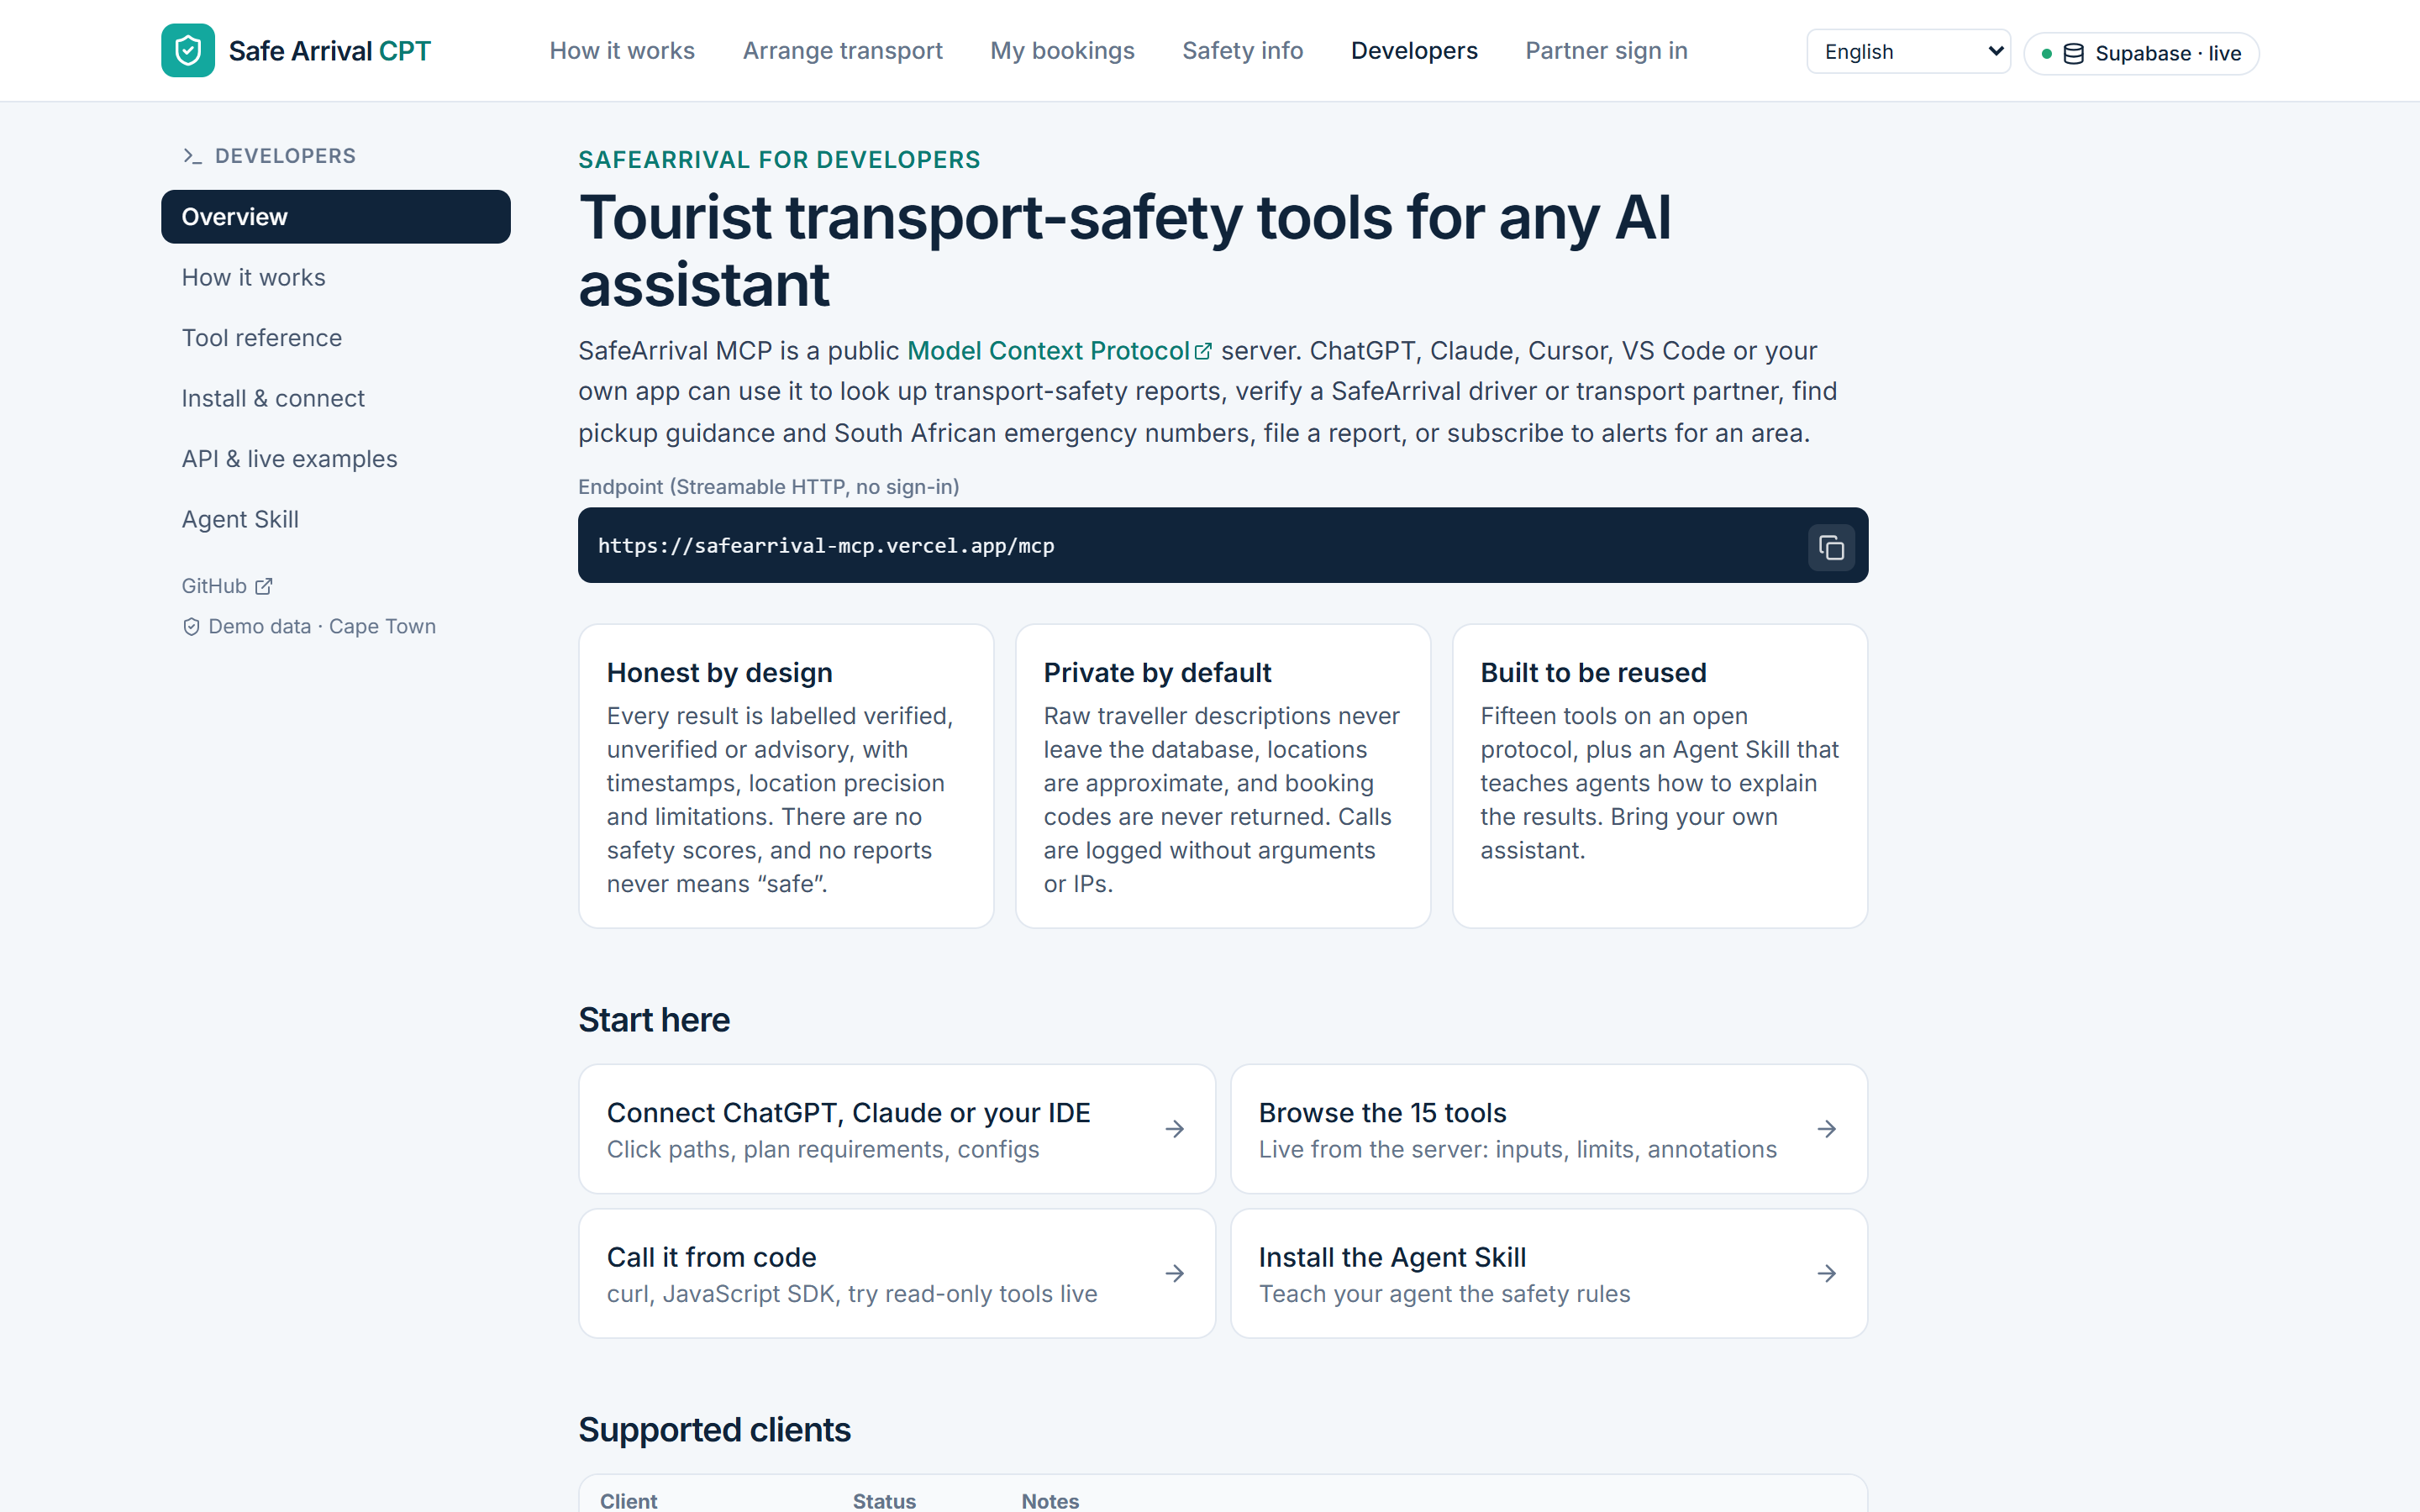 Safe Arrival CPT
How it works
Arrange transport
My bookings
Safety info
Developers
Partner sign in
English
Supabase · live
DEVELOPERS
Overview
How it works
Tool reference
Install & connect
API & live examples
Agent Skill
GitHub
Demo data · Cape Town
SAFEARRIVAL FOR DEVELOPERS
Tourist transport-safety tools for any AI
assistant
SafeArrival MCP is a public Model Context Protocol server. ChatGPT, Claude, Cursor, VS Code or your
own app can use it to look up transport-safety reports, verify a SafeArrival driver or transport partner, find
pickup guidance and South African emergency numbers, file a report, or subscribe to alerts for an area.
Endpoint (Streamable HTTP, no sign-in)
https://safearrival-mcp.vercel.app/mcp
Honest by design
Every result is labelled verified,
unverified or advisory, with
timestamps, location precision
and limitations. There are no
safety scores, and no reports
never means “safe”.
Private by default
Raw traveller descriptions never
leave the database, locations
are approximate, and booking
codes are never returned. Calls
are logged without arguments
or IPs.
Built to be reused
Fifteen tools on an open
protocol, plus an Agent Skill that
teaches agents how to explain
the results. Bring your own
assistant.
Start here
Connect ChatGPT, Claude or your IDE
Click paths, plan requirements, configs
Browse the 15 tools
Live from the server: inputs, limits, annotations
Call it from code
curl, JavaScript SDK, try read-only tools live
Install the Agent Skill
Teach your agent the safety rules
Supported clients
Client
Status
Notes